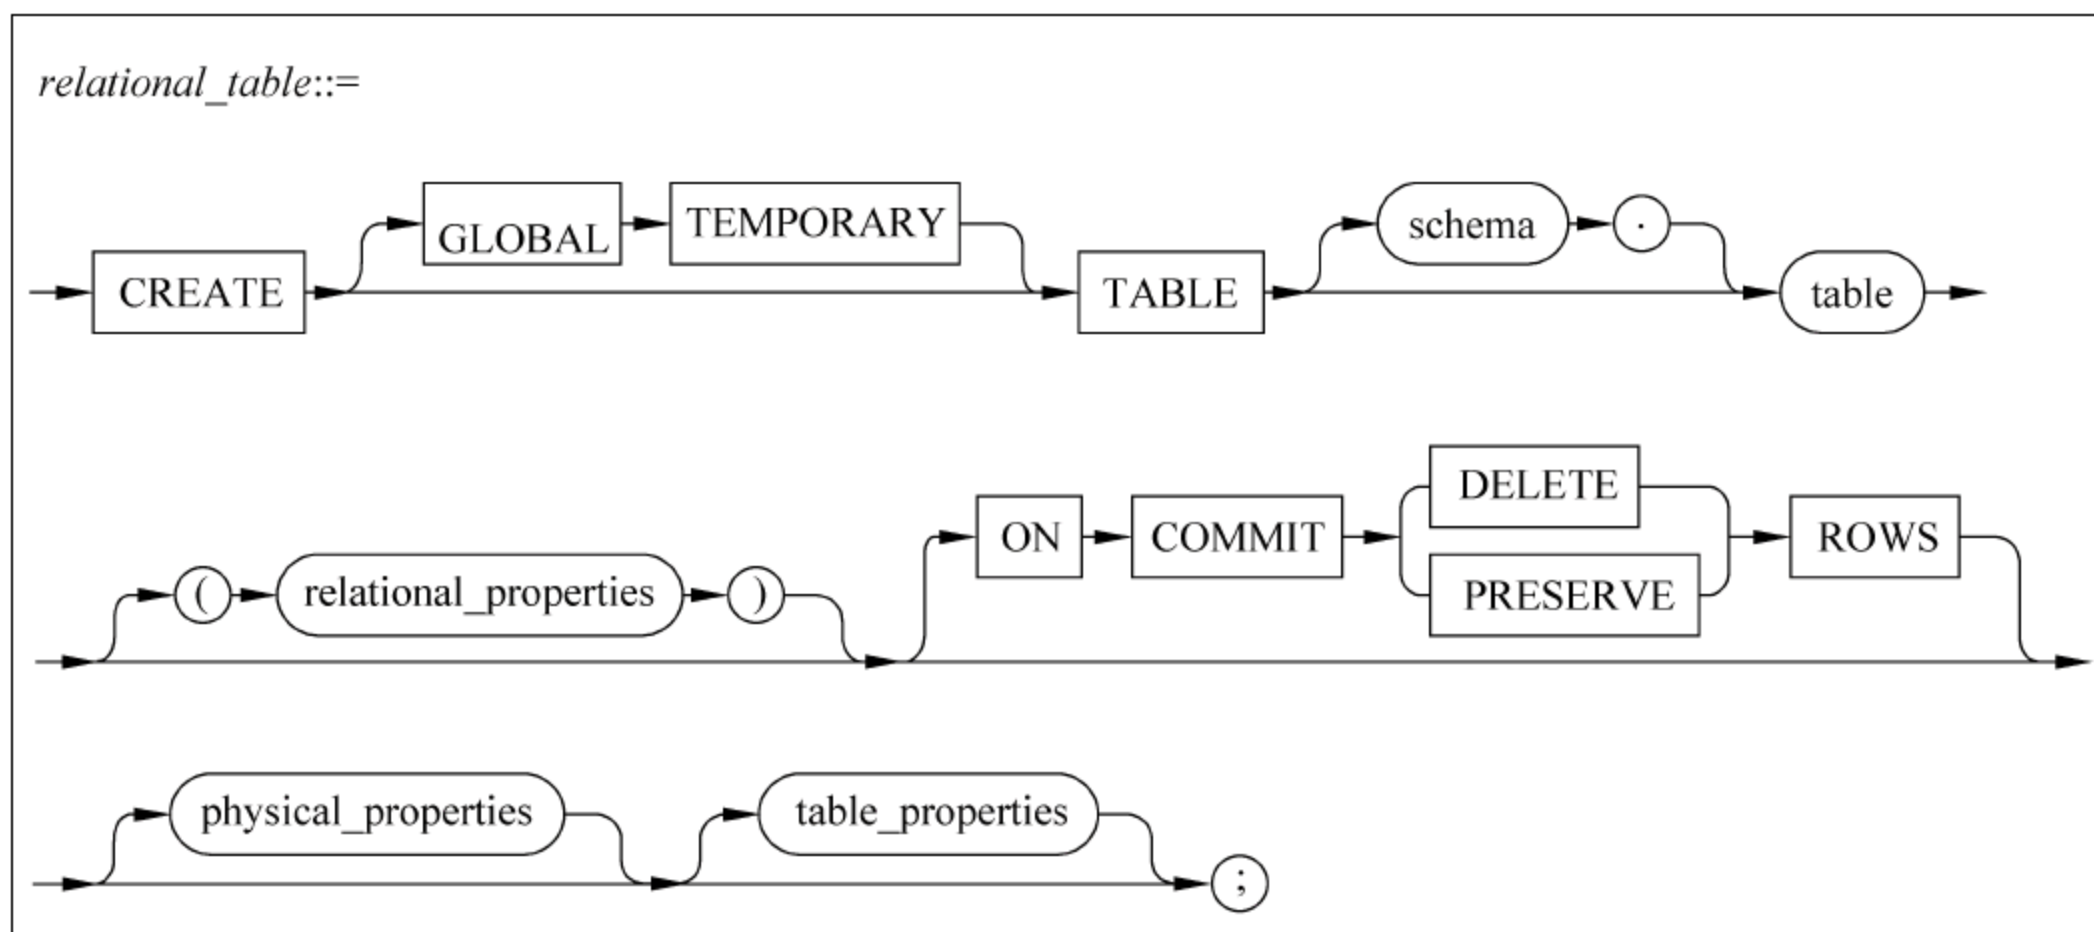 relational_table::=
GLOBAL TEMPORARY schema .
CREATE TABLE table
DELETE
ON COMMIT ROWS
( relational_properties ) PRESERVE
physical_properties table_properties
;